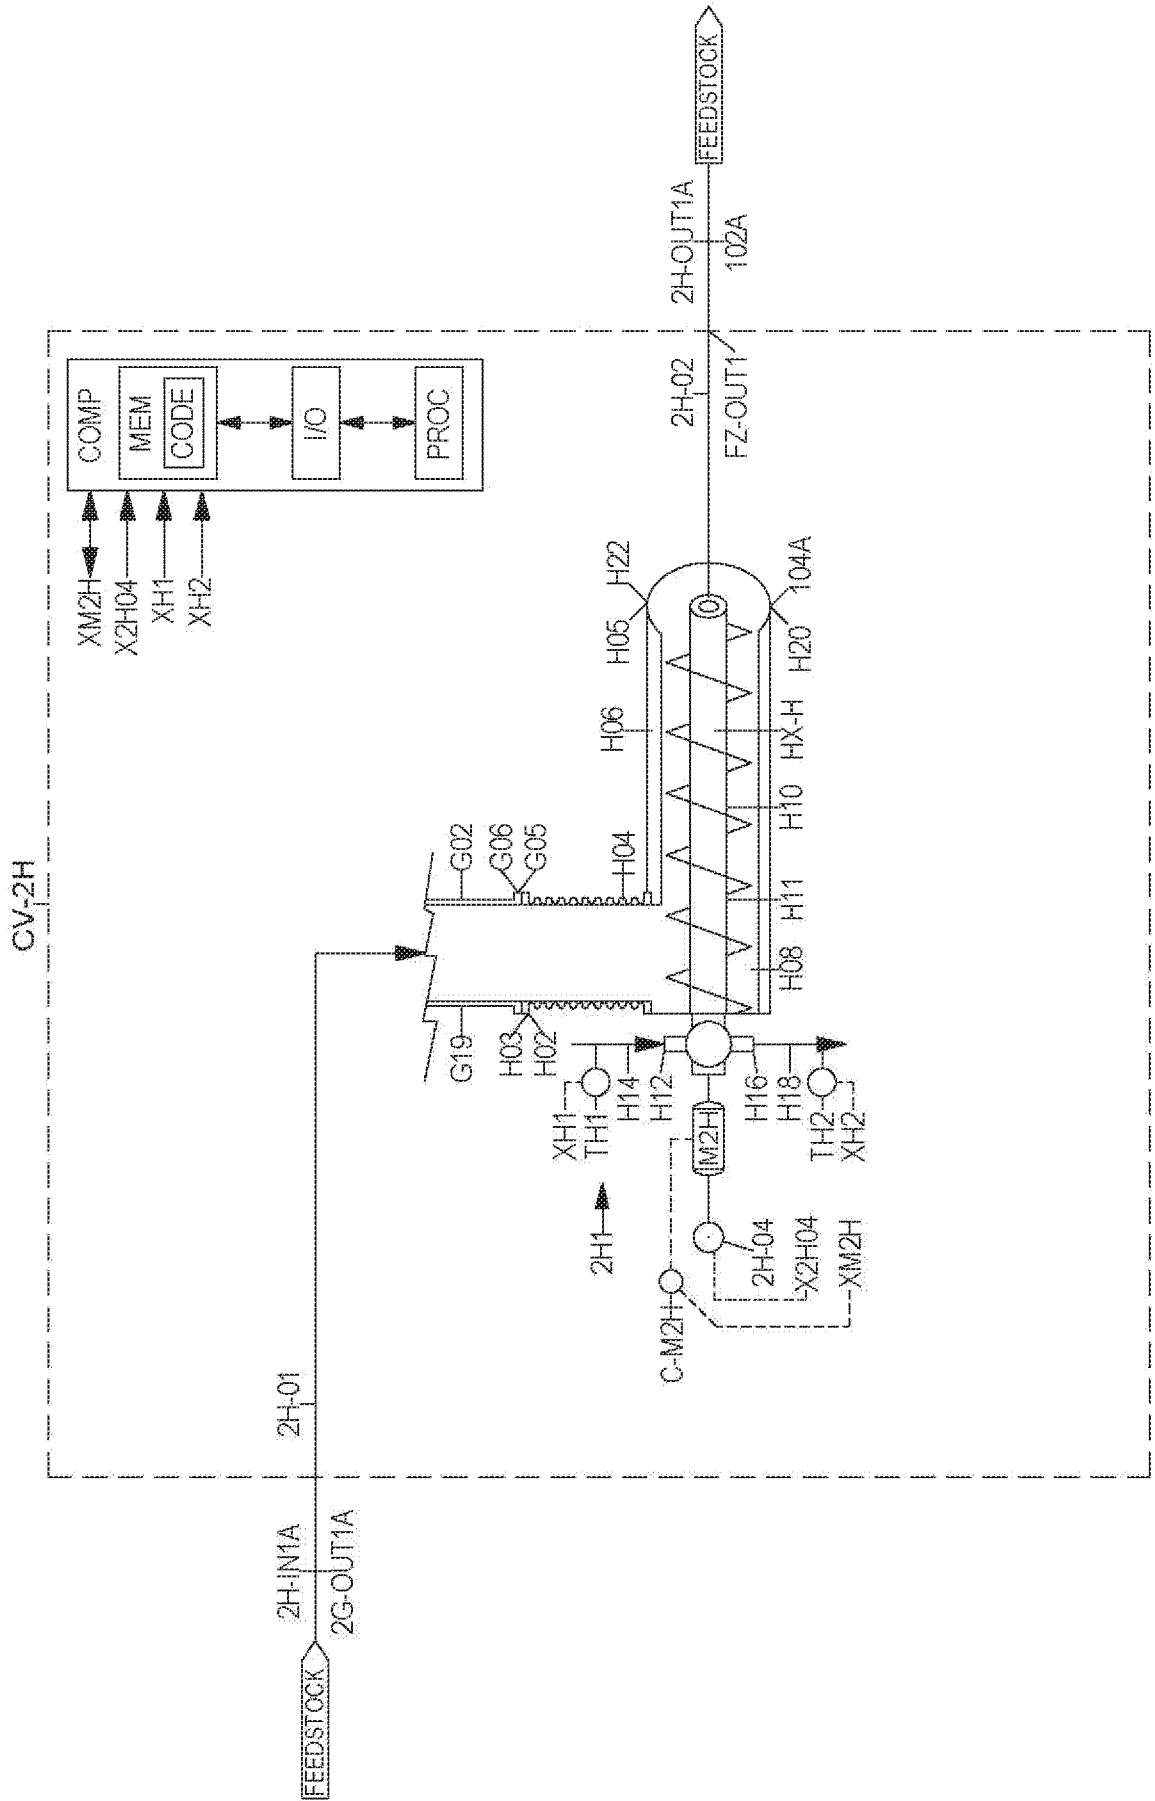 CV-2H
COMP
MEM
CODE
I/O
PROC
XM2H
X2H04
XH1
XH2
FEEDSTOCK
2H-IN1A
2G-OUT1A
2H-01
G19
G02
G06
G05
H03
H02
H04
H06
H05
H22
XH1
TH1
H14
H12
2H1
C-M2H
M2H
2H-04
X2H04
XM2H
H16
H18
TH2
XH2
H08
H11
H10
HX-H
H20
104A
2H-02
FZ-OUT1
2H-OUT1A
102A
FEEDSTOCK